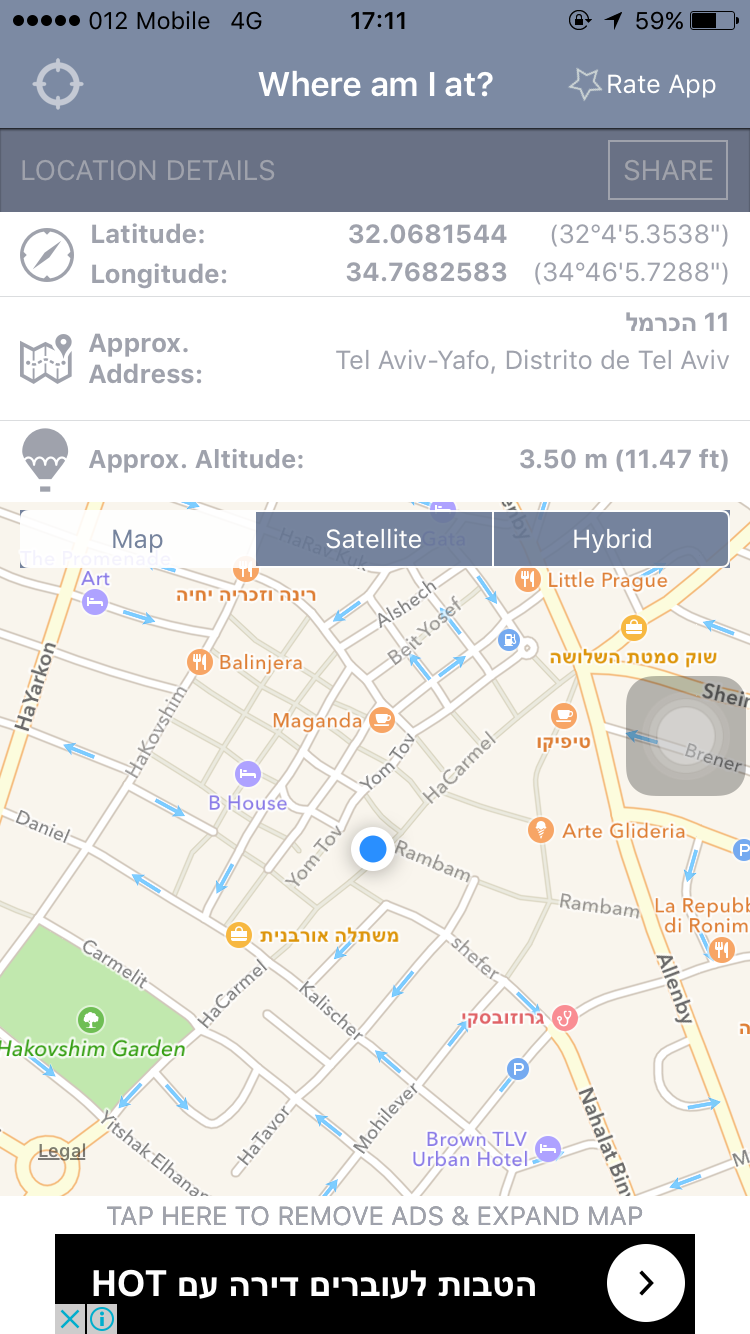 012 Mobile 4G 17:11 59%
Where am I at?
Rate App
LOCATION DETAILS
SHARE
Latitude: 32.0681544 (32°4'5.3538")
Longitude: 34.7682583 (34°46'5.7288")
11 הכרמל
Approx. Address:
Tel Aviv-Yafo, Distrito de Tel Aviv
Approx. Altitude: 3.50 m (11.47 ft)
Map Satellite Hybrid
The Promenade
Gata
Art
Little Prague
רינה וזכריה יחיה
Alshech
Beit Yosef
שוק סמטת השלושה
HaYarkon
Balinjera
HaKovshim
Maganda
טיפיקו
Brener
Yom Tov
HaCarmel
B House
Daniel
Arte Glideria
Yom Tov
Rambam
Rambam
La Repubb
di Ronim
משתלה אורבנית
shefer
Carmelit
HaCarmel
Kalischer
Allenby
גרוזובסקי
P
P
Hakovshim Garden
Nahalat Biny
Mohilever
HaTavor
Brown TLV
Urban Hotel
Yitshak Elhanan
Legal
TAP HERE TO REMOVE ADS & EXPAND MAP
הטבות לעוברים דירה עם HOT